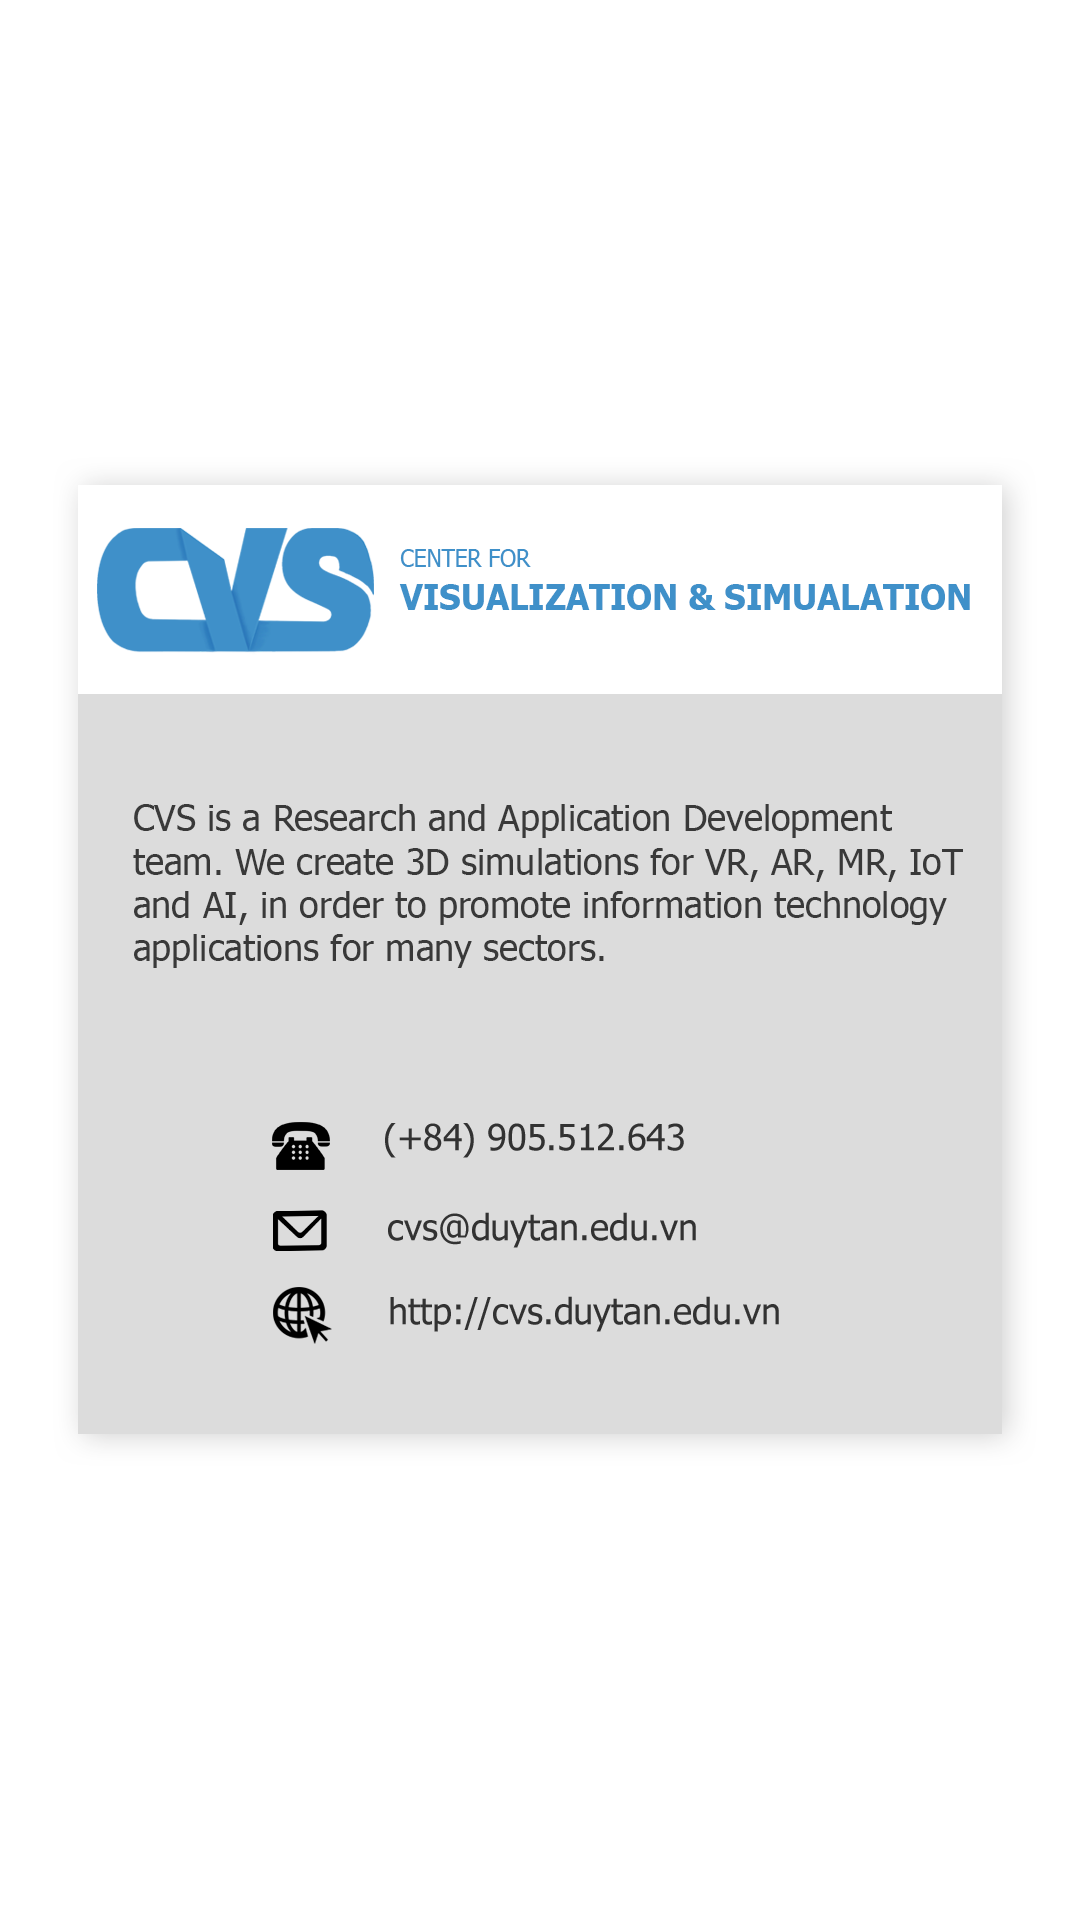 CVS
CENTER FOR
VISUALIZATION & SIMUALATION
CVS is a Research and Application Development
team. We create 3D simulations for VR, AR, MR, IoT
and AI, in order to promote information technology
applications for many sectors.
(+84) 905.512.643
cvs@duytan.edu.vn
http://cvs.duytan.edu.vn